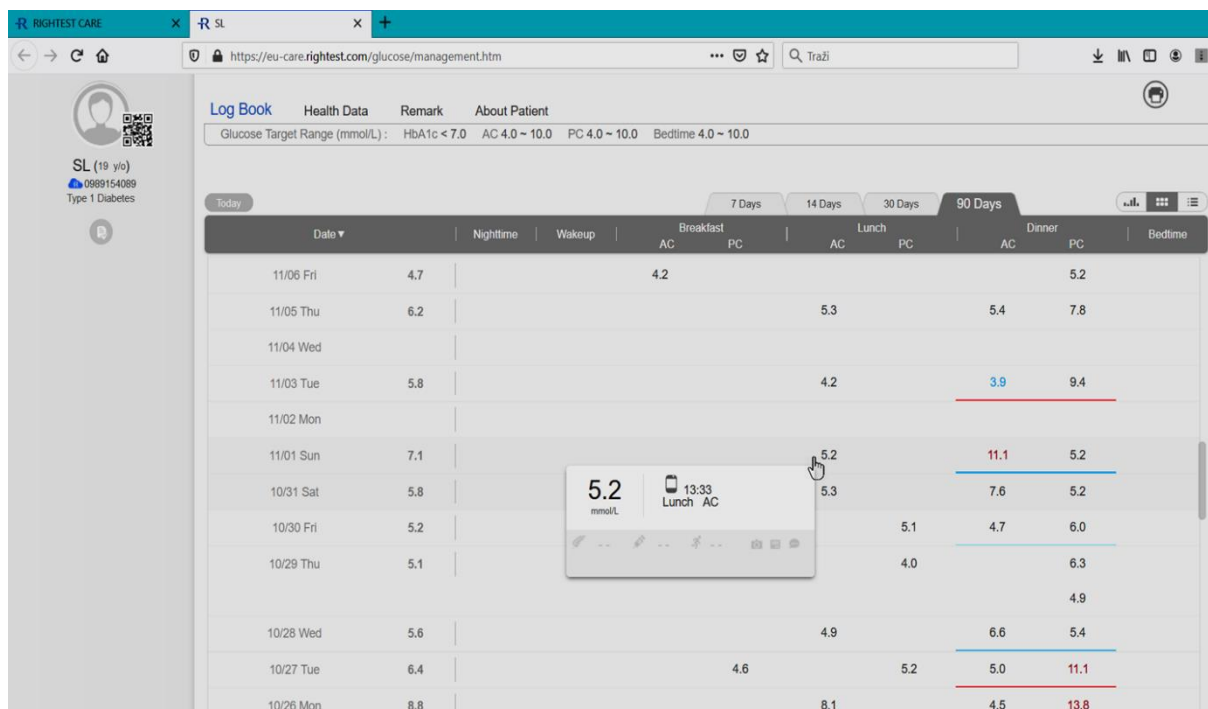 RIGHTEST CARE
SL
https://eu-care.rightest.com/glucose/management.htm
Traži
Log Book Health Data Remark About Patient
Glucose Target Range (mmol/L) : HbA1c < 7.0 AC 4.0 ~ 10.0 PC 4.0 ~ 10.0 Bedtime 4.0 ~ 10.0
SL (19 y/o)
0989154089
Type 1 Diabetes
Today 7 Days 14 Days 30 Days 90 Days
Date Nighttime Wakeup Breakfast Lunch Dinner Bedtime
AC PC AC PC AC PC
11/06 Fri 4.7 4.2 5.2
11/05 Thu 6.2 5.3 5.4 7.8
11/04 Wed
11/03 Tue 5.8 4.2 3.9 9.4
11/02 Mon
11/01 Sun 7.1 5.2 11.1 5.2
10/31 Sat 5.8 5.3 7.6 5.2
5.2 13:33
mmol/L Lunch AC
-- -- --
10/30 Fri 5.2 5.1 4.7 6.0
10/29 Thu 5.1 4.0 6.3
4.9
10/28 Wed 5.6 4.9 6.6 5.4
10/27 Tue 6.4 4.6 5.2 5.0 11.1
10/26 Mon 8.8 8.1 4.5 13.8